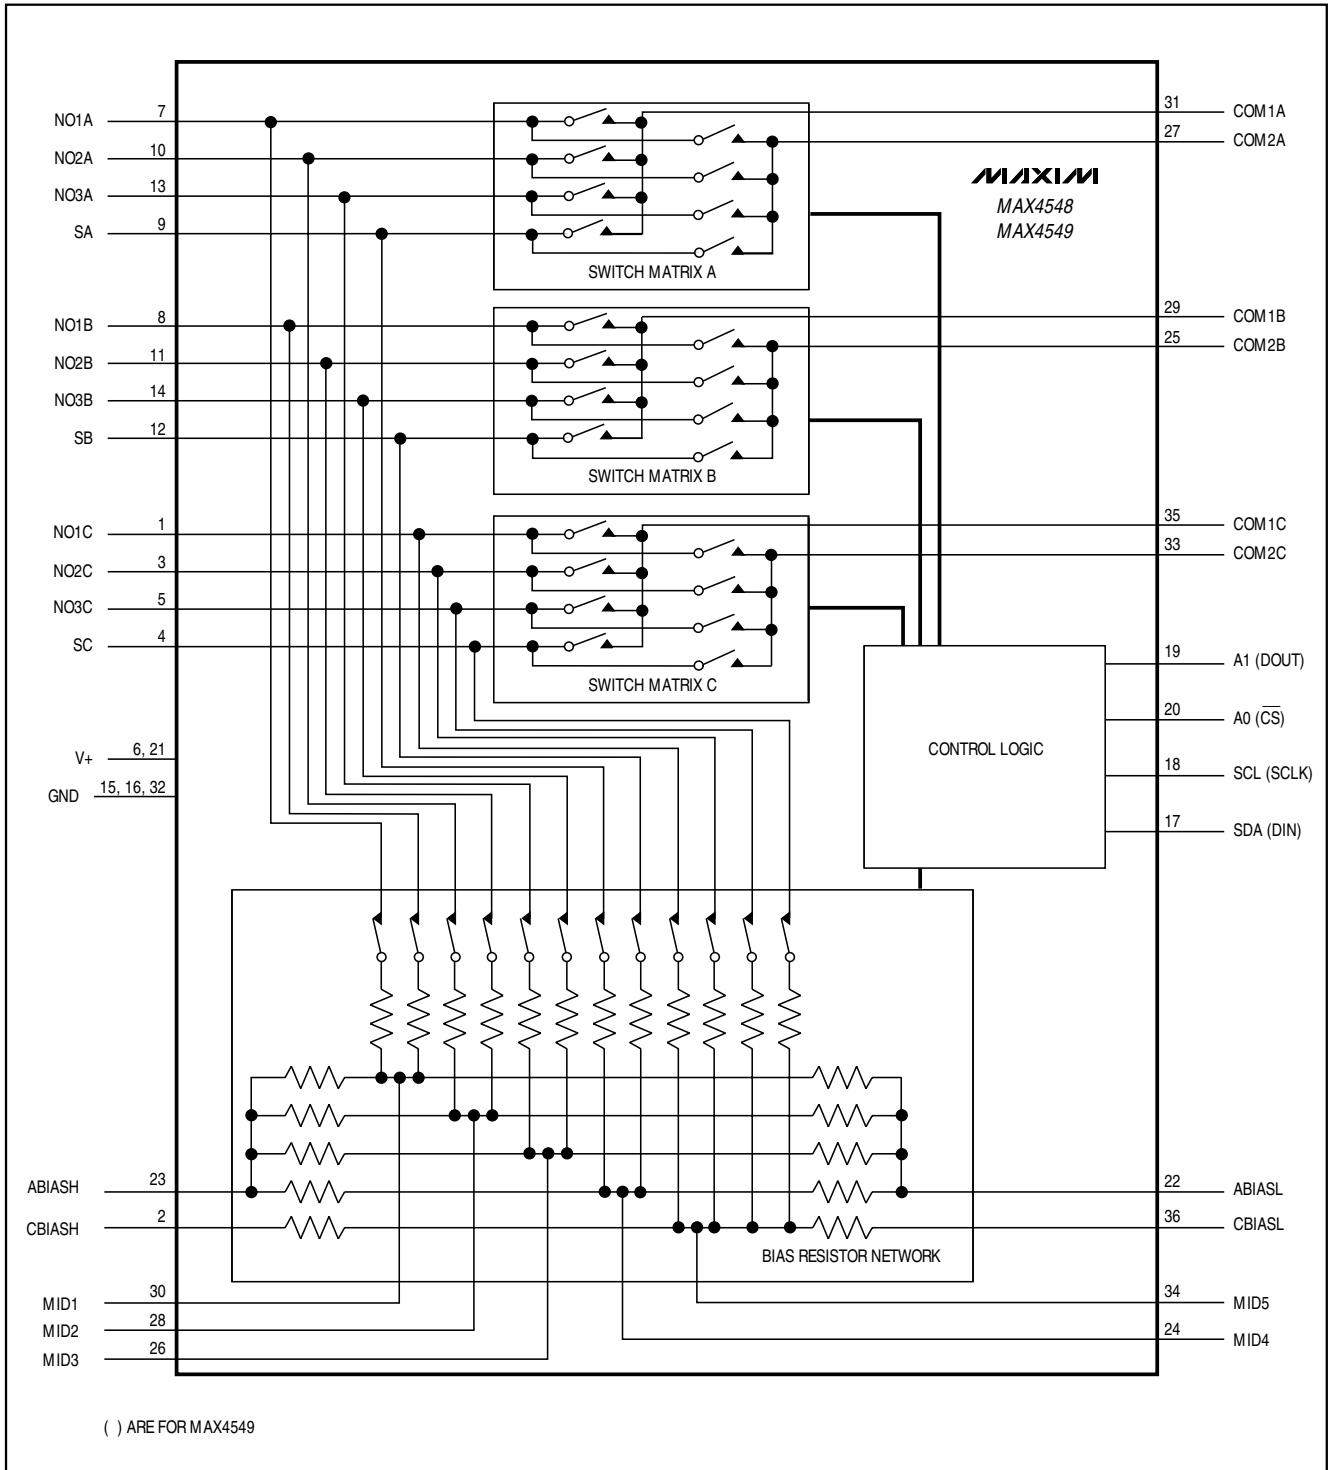 NO1A 7
NO2A 10
NO3A 13
SA 9
31 COM1A
27 COM2A
MAXIM
MAX4548
MAX4549
SWITCH MATRIX A
NO1B 8
NO2B 11
NO3B 14
SB 12
29 COM1B
25 COM2B
SWITCH MATRIX B
NO1C 1
NO2C 3
NO3C 5
SC 4
35 COM1C
33 COM2C
SWITCH MATRIX C
V+ 6, 21
GND 15, 16, 32
CONTROL LOGIC
19 A1 (DOUT)
20 A0 (C̅S̅)
18 SCL (SCLK)
17 SDA (DIN)
ABIASH 23
CBIASH 2
22 ABIASL
36 CBIASL
BIAS RESISTOR NETWORK
MID1 30
MID2 28
MID3 26
34 MID5
24 MID4
( ) ARE FOR MAX4549